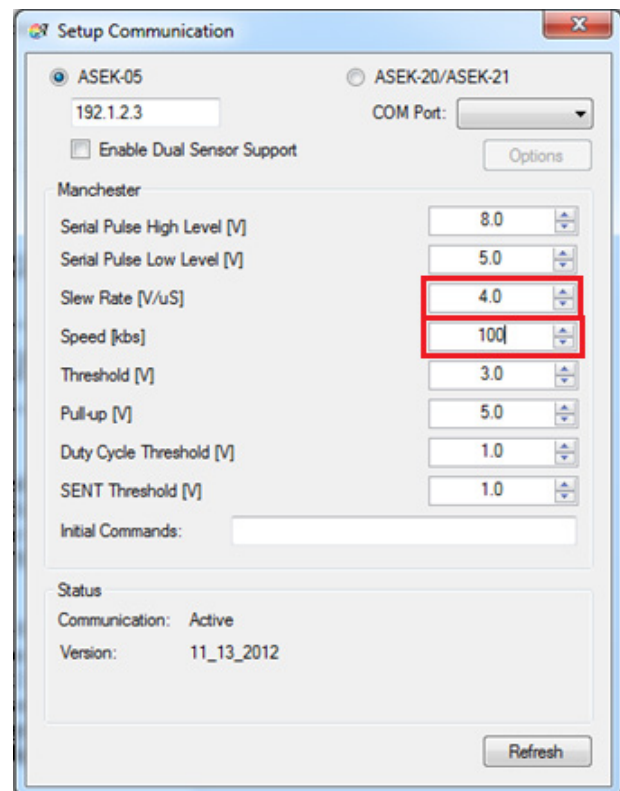 Setup Communication
ASEK-05 ASEK-20/ASEK-21
192.1.2.3 COM Port:
Enable Dual Sensor Support Options
Manchester
Serial Pulse High Level [V] 8.0
Serial Pulse Low Level [V] 5.0
Slew Rate [V/uS] 4.0
Speed [kbs] 100
Threshold [V] 3.0
Pull-up [V] 5.0
Duty Cycle Threshold [V] 1.0
SENT Threshold [V] 1.0
Initial Commands:
Status
Communication: Active
Version: 11_13_2012
Refresh